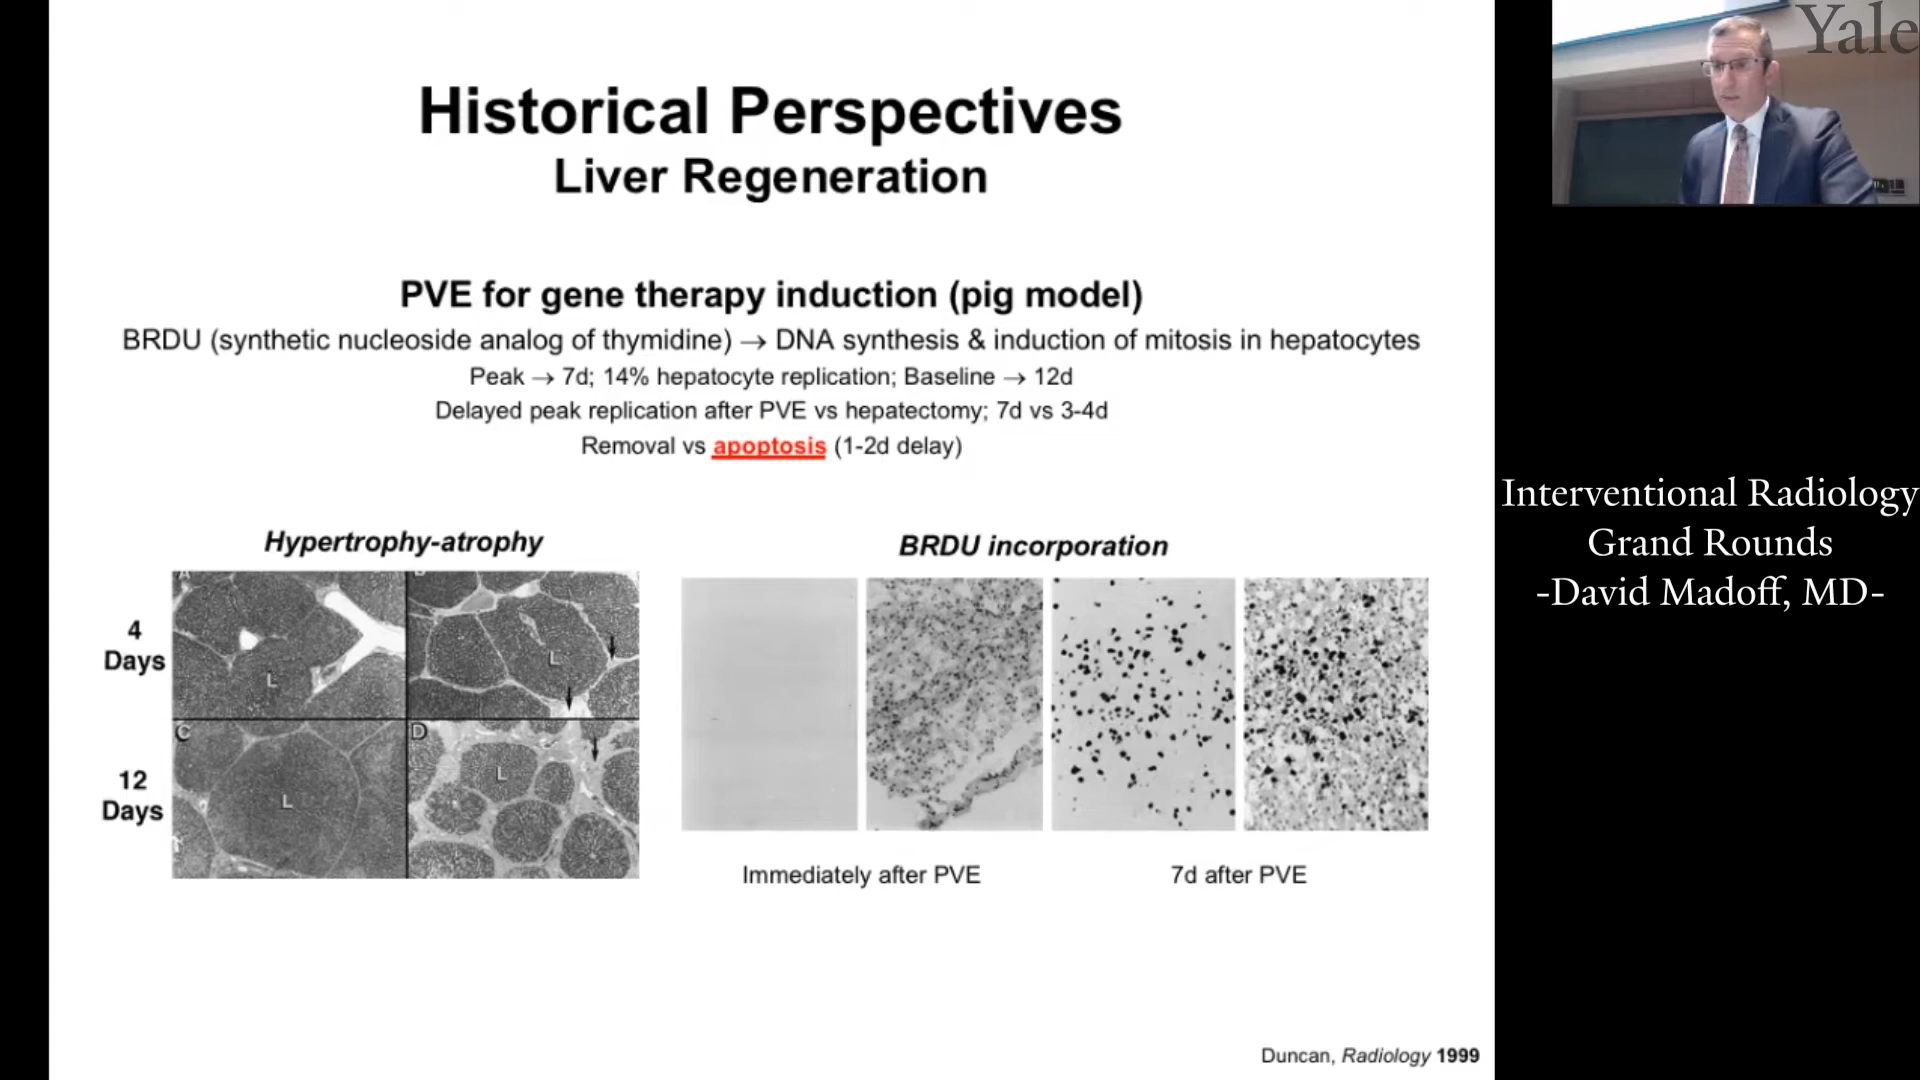 Historical Perspectives
Liver Regeneration
PVE for gene therapy induction (pig model)
BRDU (synthetic nucleoside analog of thymidine) → DNA synthesis & induction of mitosis in hepatocytes
Peak → 7d; 14% hepatocyte replication; Baseline → 12d
Delayed peak replication after PVE vs hepatectomy; 7d vs 3-4d
Removal vs apoptosis (1-2d delay)
Hypertrophy-atrophy
4
Days
L
L
12
Days
C
L
D
L
BRDU incorporation
Immediately after PVE
7d after PVE
Duncan, Radiology 1999
Yale
Interventional Radiology
Grand Rounds
-David Madoff, MD-